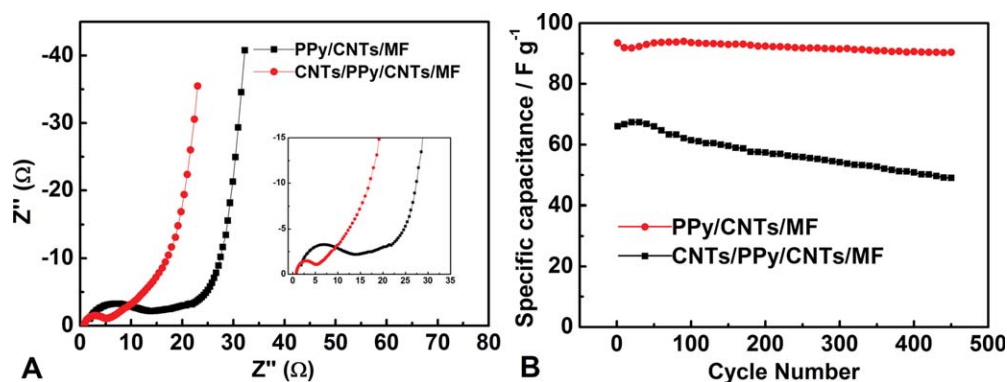 -40
-30
-20
-10
0
Z" (Ω)
PPy/CNTs/MF
CNTs/PPy/CNTs/MF
-15
-10
-5
0
0 5 10 15 20 25 30 35
0 10 20 30 40 50 60 70 80
A
Z" (Ω)
100
80
60
40
20
0
Specific capacitance / F g⁻¹
PPy/CNTs/MF
CNTs/PPy/CNTs/MF
0 100 200 300 400 500
B
Cycle Number